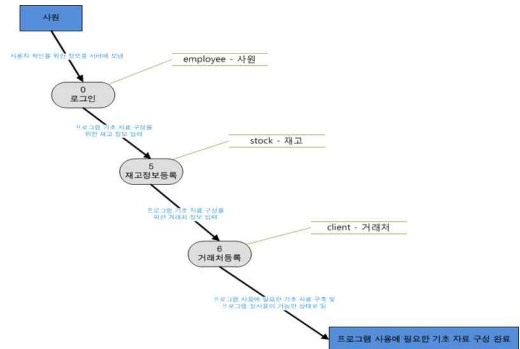 사원
사용자 확인을 위한 정보를 서버에 보냄
employee - 사원
0
로그인
프로그램 기초 자료 구성을
위한 재고 정보 입력
stock - 재고
5
재고정보등록
프로그램 기초 자료 구성을
위한 거래처 정보 입력
client - 거래처
6
거래처등록
프로그램 사용에 필요한 기초 자료 구축 및
프로그램 정사용이 가능한 상태로 됨
프로그램 사용에 필요한 기초 자료 구성 완료